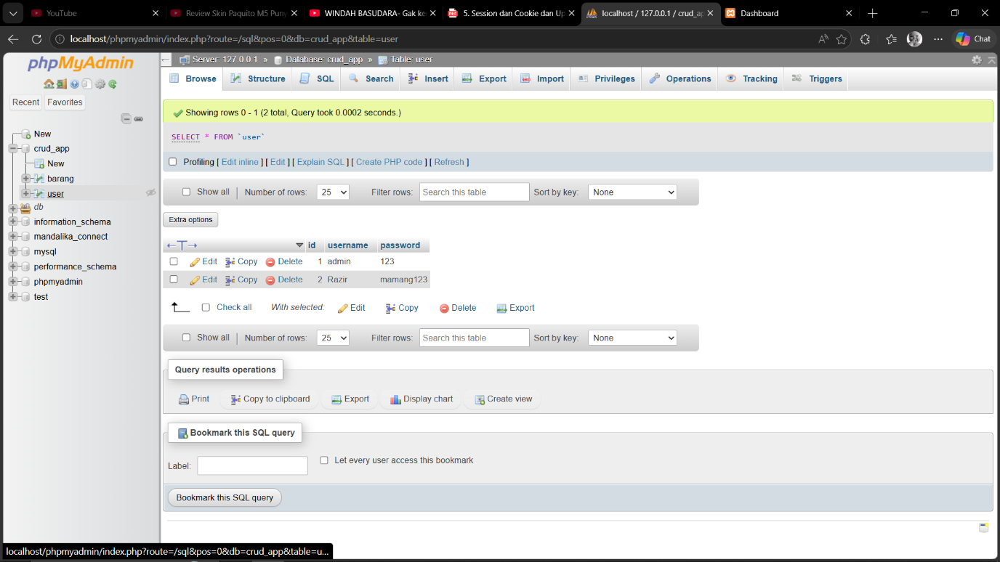 YouTube
Review Skin Paquito M5 Puny
WINDAH BASUDARA- Gak ke
5. Session dan Cookie dan Up
localhost / 127.0.0.1 / crud_ap
Dashboard
localhost/phpmyadmin/index.php?route=/sql&pos=0&db=crud_app&table=user
Chat
phpMyAdmin
Recent Favorites
New
crud_app
New
barang
user
db
information_schema
mandalika_connect
mysql
performance_schema
phpmyadmin
test
Server: 127.0.0.1 » Database: crud_app » Table: user
Browse Structure SQL Search Insert Export Import Privileges Operations Tracking Triggers
Showing rows 0 - 1 (2 total, Query took 0.0002 seconds.)
SELECT * FROM `user`
Profiling [ Edit inline ] [ Edit ] [ Explain SQL ] [ Create PHP code ] [ Refresh ]
Show all Number of rows: 25 Filter rows: Search this table Sort by key: None
Extra options
id username password
Edit Copy Delete 1 admin 123
Edit Copy Delete 2 Razir mamang123
Check all With selected: Edit Copy Delete Export
Show all Number of rows: 25 Filter rows: Search this table Sort by key: None
Query results operations
Print Copy to clipboard Export Display chart Create view
Bookmark this SQL query
Label: Let every user access this bookmark
Bookmark this SQL query
localhost/phpmyadmin/index.php?route=/sql&pos=0&db=crud_app&table=u...